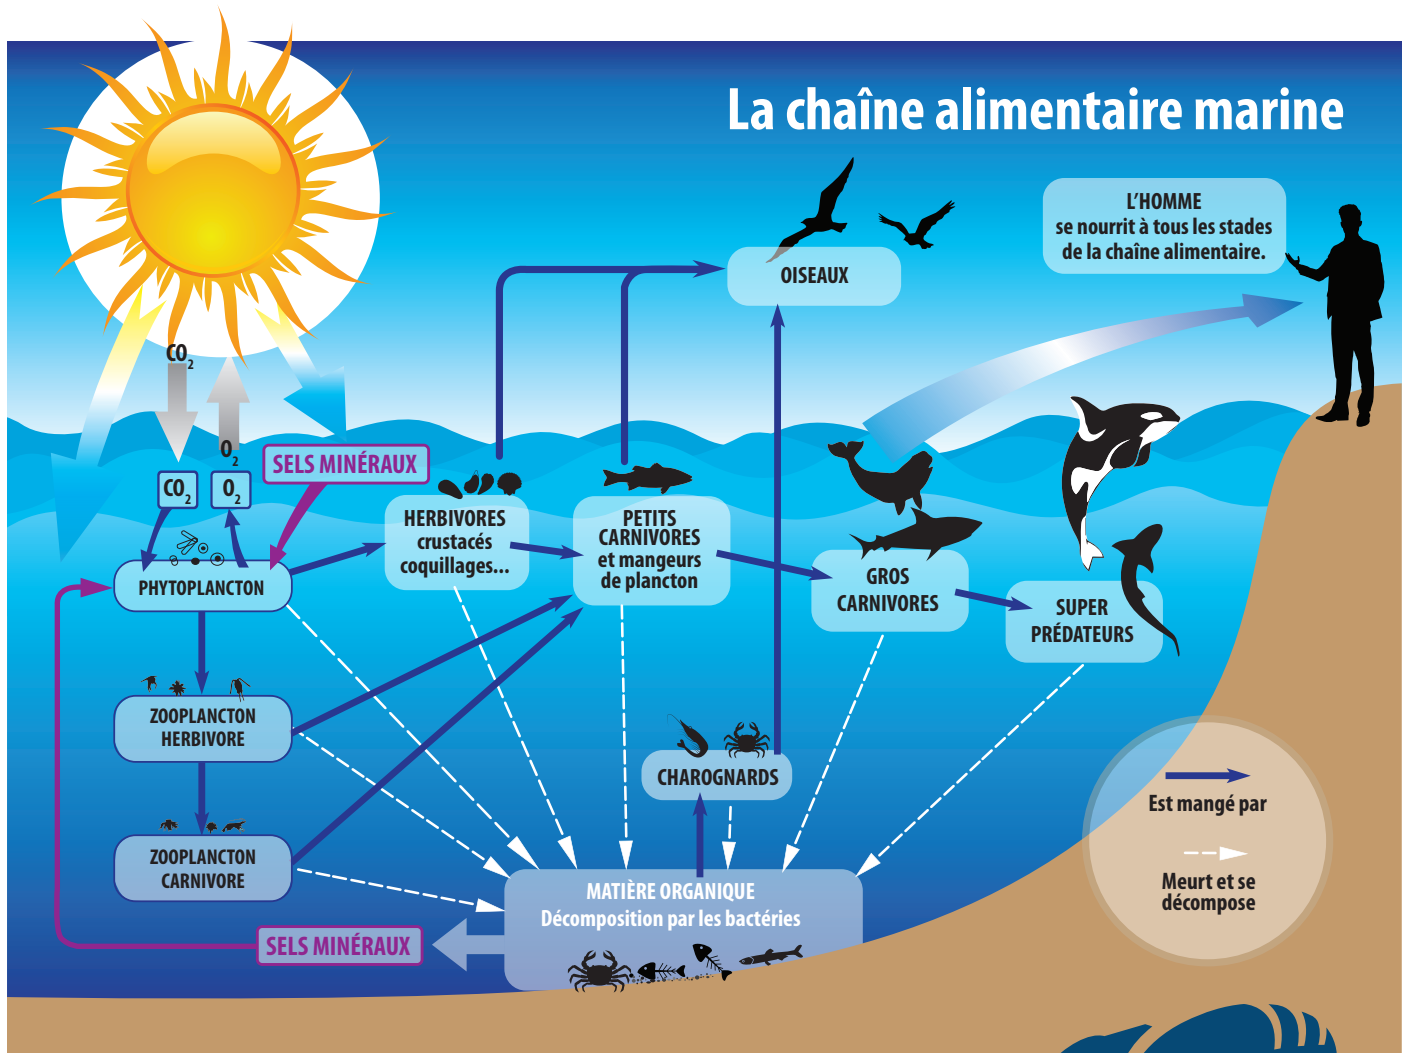 La chaîne alimentaire marine
L'HOMME
se nourrit à tous les stades
de la chaîne alimentaire.
OISEAUX
CO2
O2
SELS MINÉRAUX
CO2
O2
HERBIVORES
crustacés
coquillages...
PETITS
CARNIVORES
et mangeurs
de plancton
PHYTOPLANCTON
GROS
CARNIVORES
SUPER
PRÉDATEURS
ZOOPLANCTON
HERBIVORE
CHAROGNARDS
Est mangé par
ZOOPLANCTON
CARNIVORE
MATIÈRE ORGANIQUE
Décomposition par les bactéries
Meurt et se
décompose
SELS MINÉRAUX